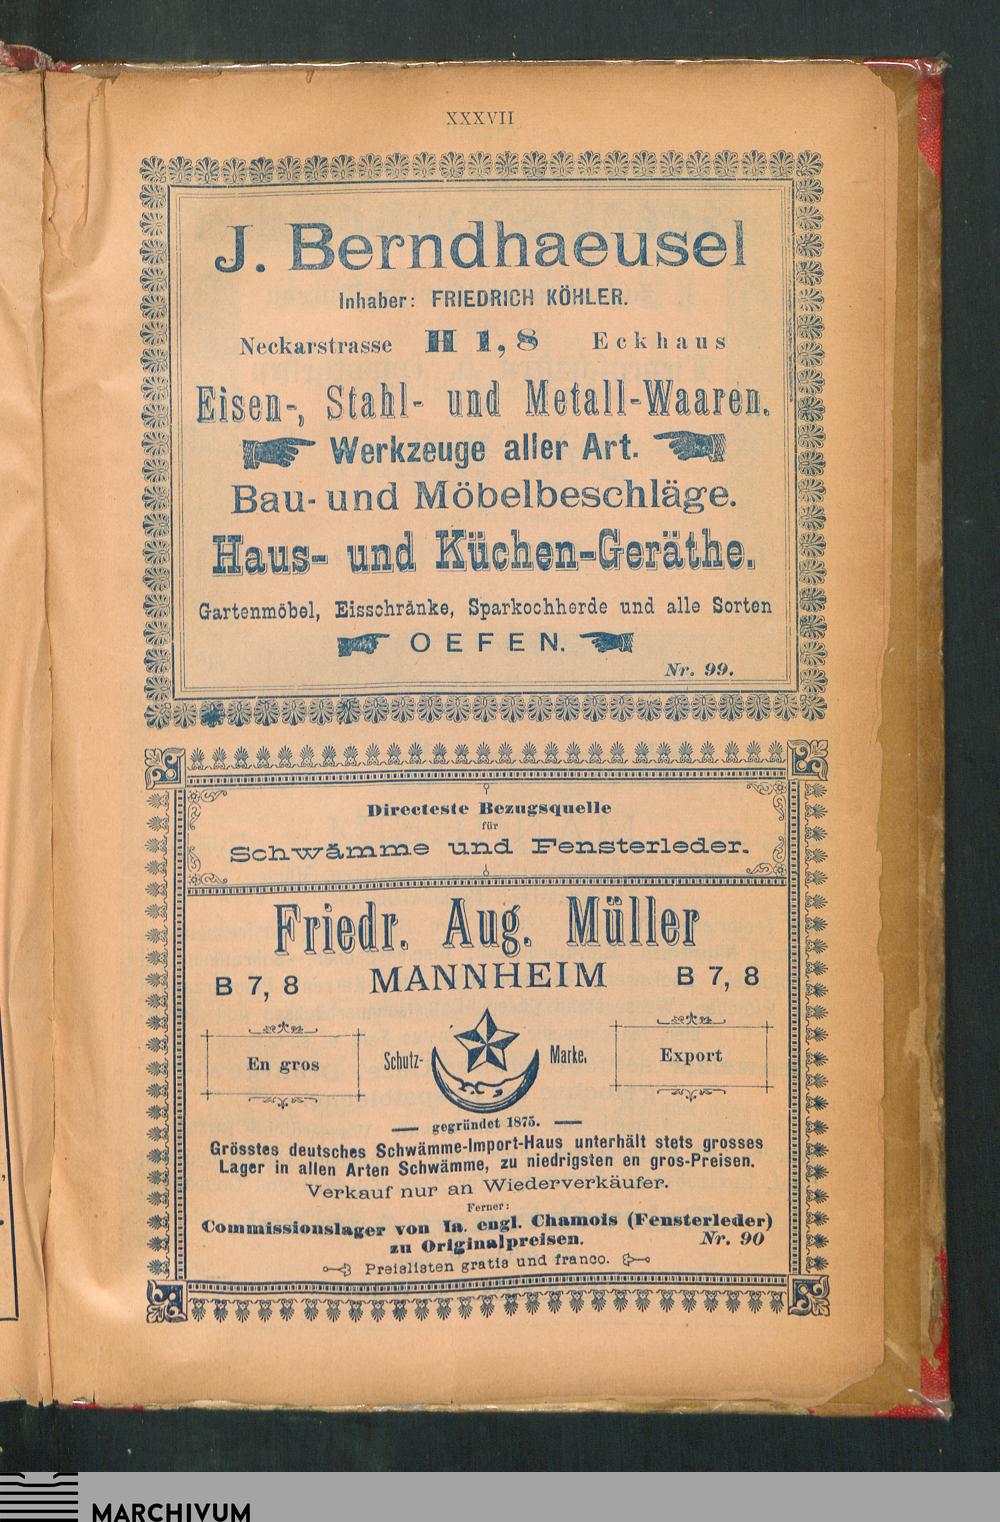 XXXVII
J. Berndhaeusel
Inhaber: FRIEDRICH KÖHLER.
Neckarstrasse H 1, 8 Eckhaus
Eisen-, Stahl- und Metall-Waaren.
Werkzeuge aller Art.
Bau- und Möbelbeschläge.
Haus- und Küchen-Geräthe.
Gartenmöbel, Eisschränke, Sparkochherde und alle Sorten
OEFEN.
Nr. 99.
Directeste Bezugsquelle
für
Schwämme und Fensterleder.
Friedr. Aug. Müller
B 7, 8 MANNHEIM B 7, 8
En gros Schutz- Marke. Export
gegründet 1875.
Grösstes deutsches Schwämme-Import-Haus unterhält stets grosses
Lager in allen Arten Schwämme, zu niedrigsten en gros-Preisen.
Verkauf nur an Wiederverkäufer.
Ferner:
Commissionslager von Ia. engl. Chamois (Fensterleder)
zu Originalpreisen. Nr. 90
Preislisten gratis und franco.
MARCHIVUM